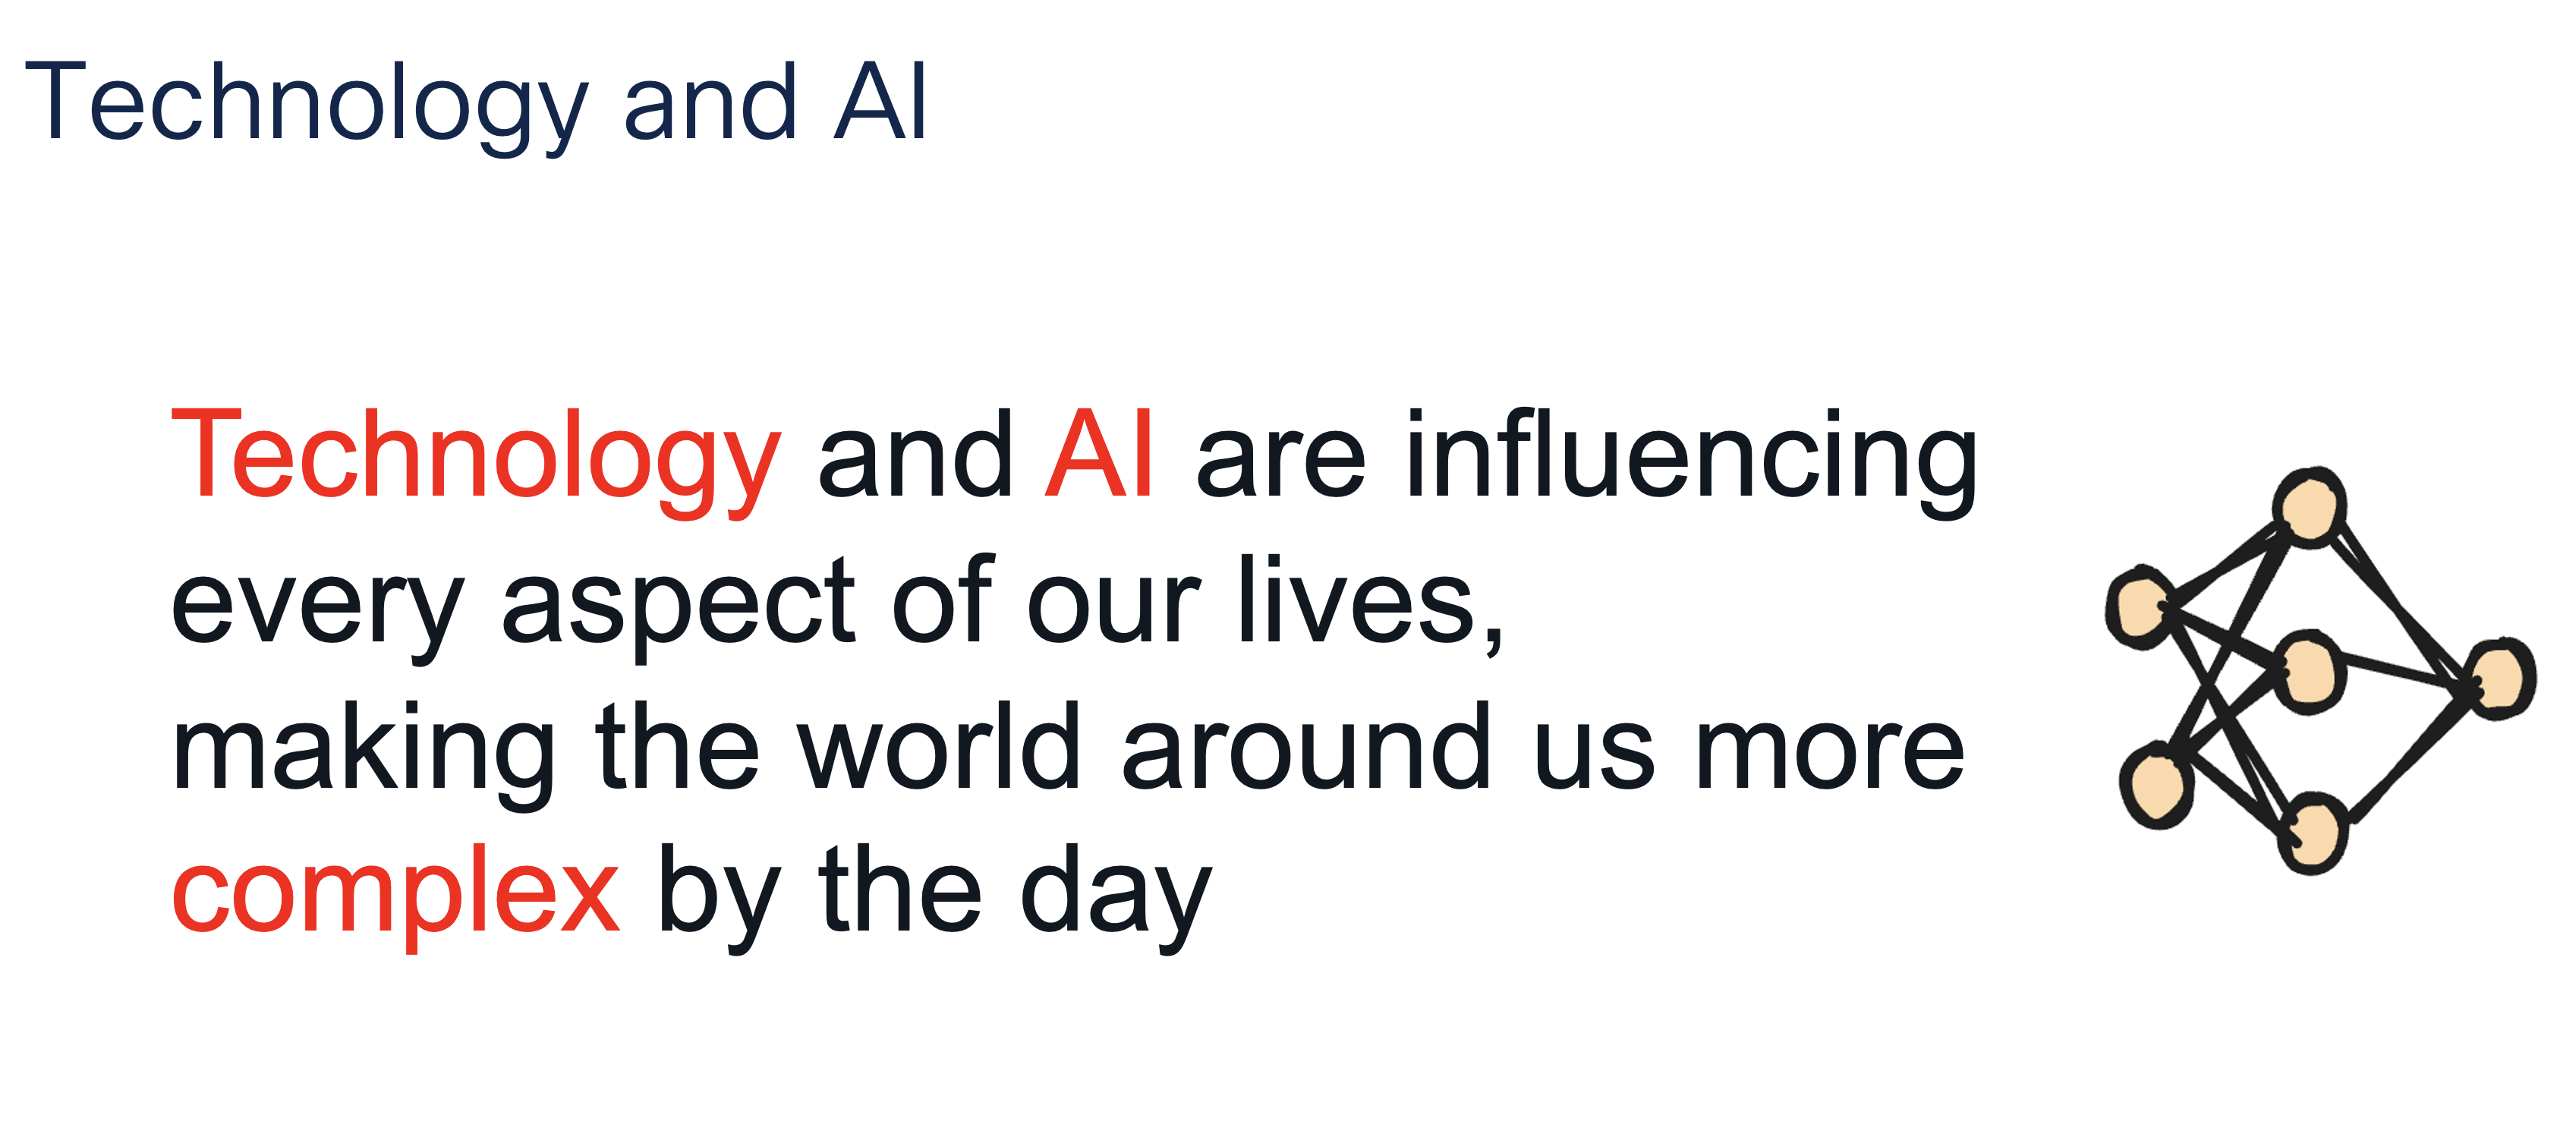 Technology and AI
Technology and AI are influencing
every aspect of our lives,
making the world around us more
complex by the day